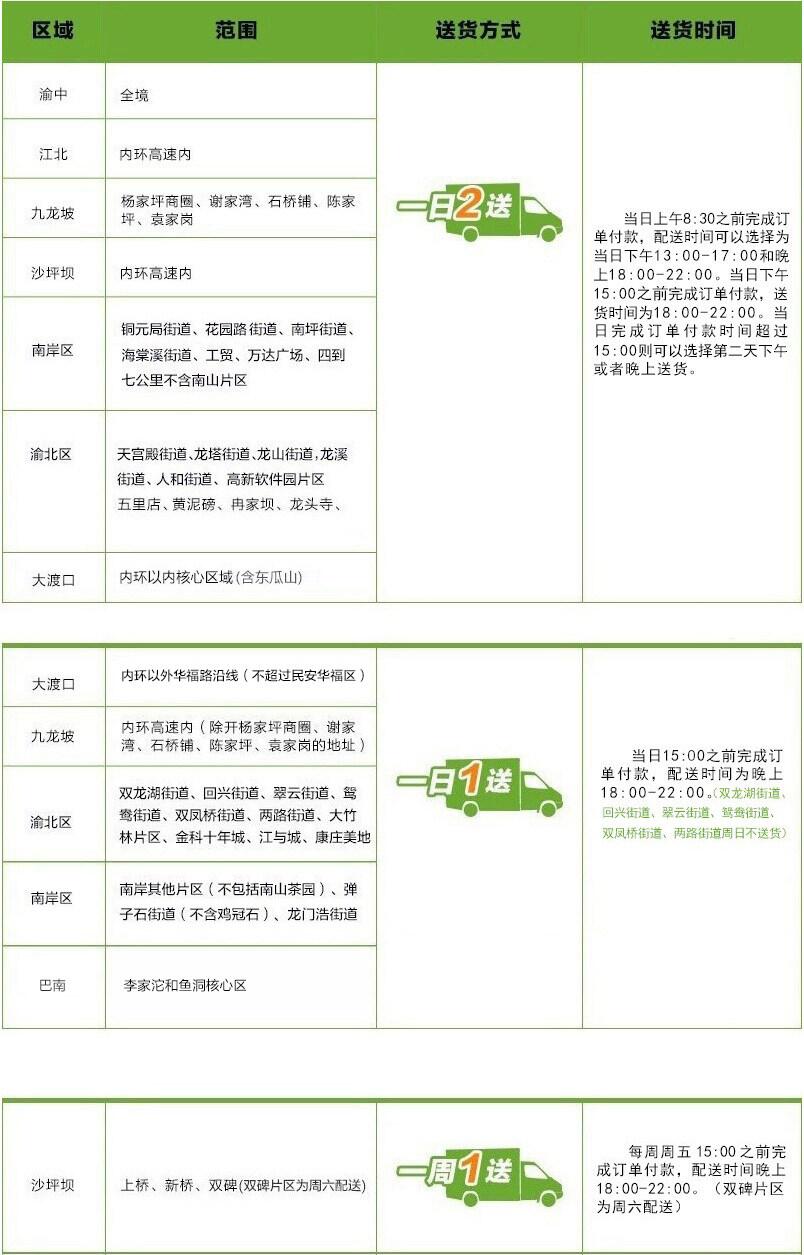 区域 范围 送货方式 送货时间
渝中 全境
江北 内环高速内
九龙坡
杨家坪商圈、谢家湾、石桥铺、陈家
坪、袁家岗
沙坪坝 内环高速内
南岸区
铜元局街道、花园路街道、南坪街道、
海棠溪街道、工贸、万达广场、四到
七公里不含南山片区
渝北区
天宫殿街道、龙塔街道、龙山街道,龙溪
街道、人和街道、高新软件园片区
五里店、黄泥磅、冉家坝、龙头寺、
大渡口 内环以内核心区域(含东瓜山)
一日2送
当日上午8:30之前完成订
单付款，配送时间可以选择为
当日下午13:00-17:00和晚
上18:00-22:00。当日下午
15:00之前完成订单付款，送
货时间为18:00-22:00。当
日完成订单付款时间超过
15:00则可以选择第二天下午
或者晚上送货。
大渡口 内环以外华福路沿线（不超过民安华福区）
九龙坡
内环高速内（除开杨家坪商圈、谢家
湾、石桥铺、陈家坪、袁家岗的地址）
渝北区
双龙湖街道、回兴街道、翠云街道、鸳
鸯街道、双凤桥街道、两路街道、大竹
林片区、金科十年城、江与城、康庄美地
南岸区
南岸其他片区（不包括南山茶园）、弹
子石街道（不含鸡冠石）、龙门浩街道
巴南 李家沱和鱼洞核心区
一日1送
当日15:00之前完成订
单付款，配送时间为晚上
18:00-22:00。（双龙湖街道、
回兴街道、翠云街道、鸳鸯街道、
双凤桥街道、两路街道周日不送货）
沙坪坝 上桥、新桥、双碑(双碑片区为周六配送)
一周1送
每周周五15:00之前完
成订单付款，配送时间晚上
18:00-22:00。（双碑片区
为周六配送）